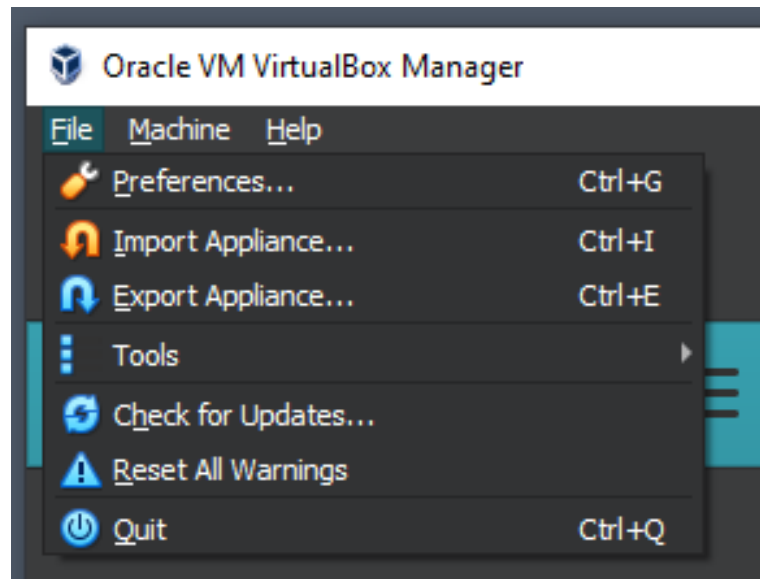 Oracle VM VirtualBox Manager
File Machine Help
Preferences... Ctrl+G
Import Appliance... Ctrl+I
Export Appliance... Ctrl+E
Tools
Check for Updates...
Reset All Warnings
Quit Ctrl+Q